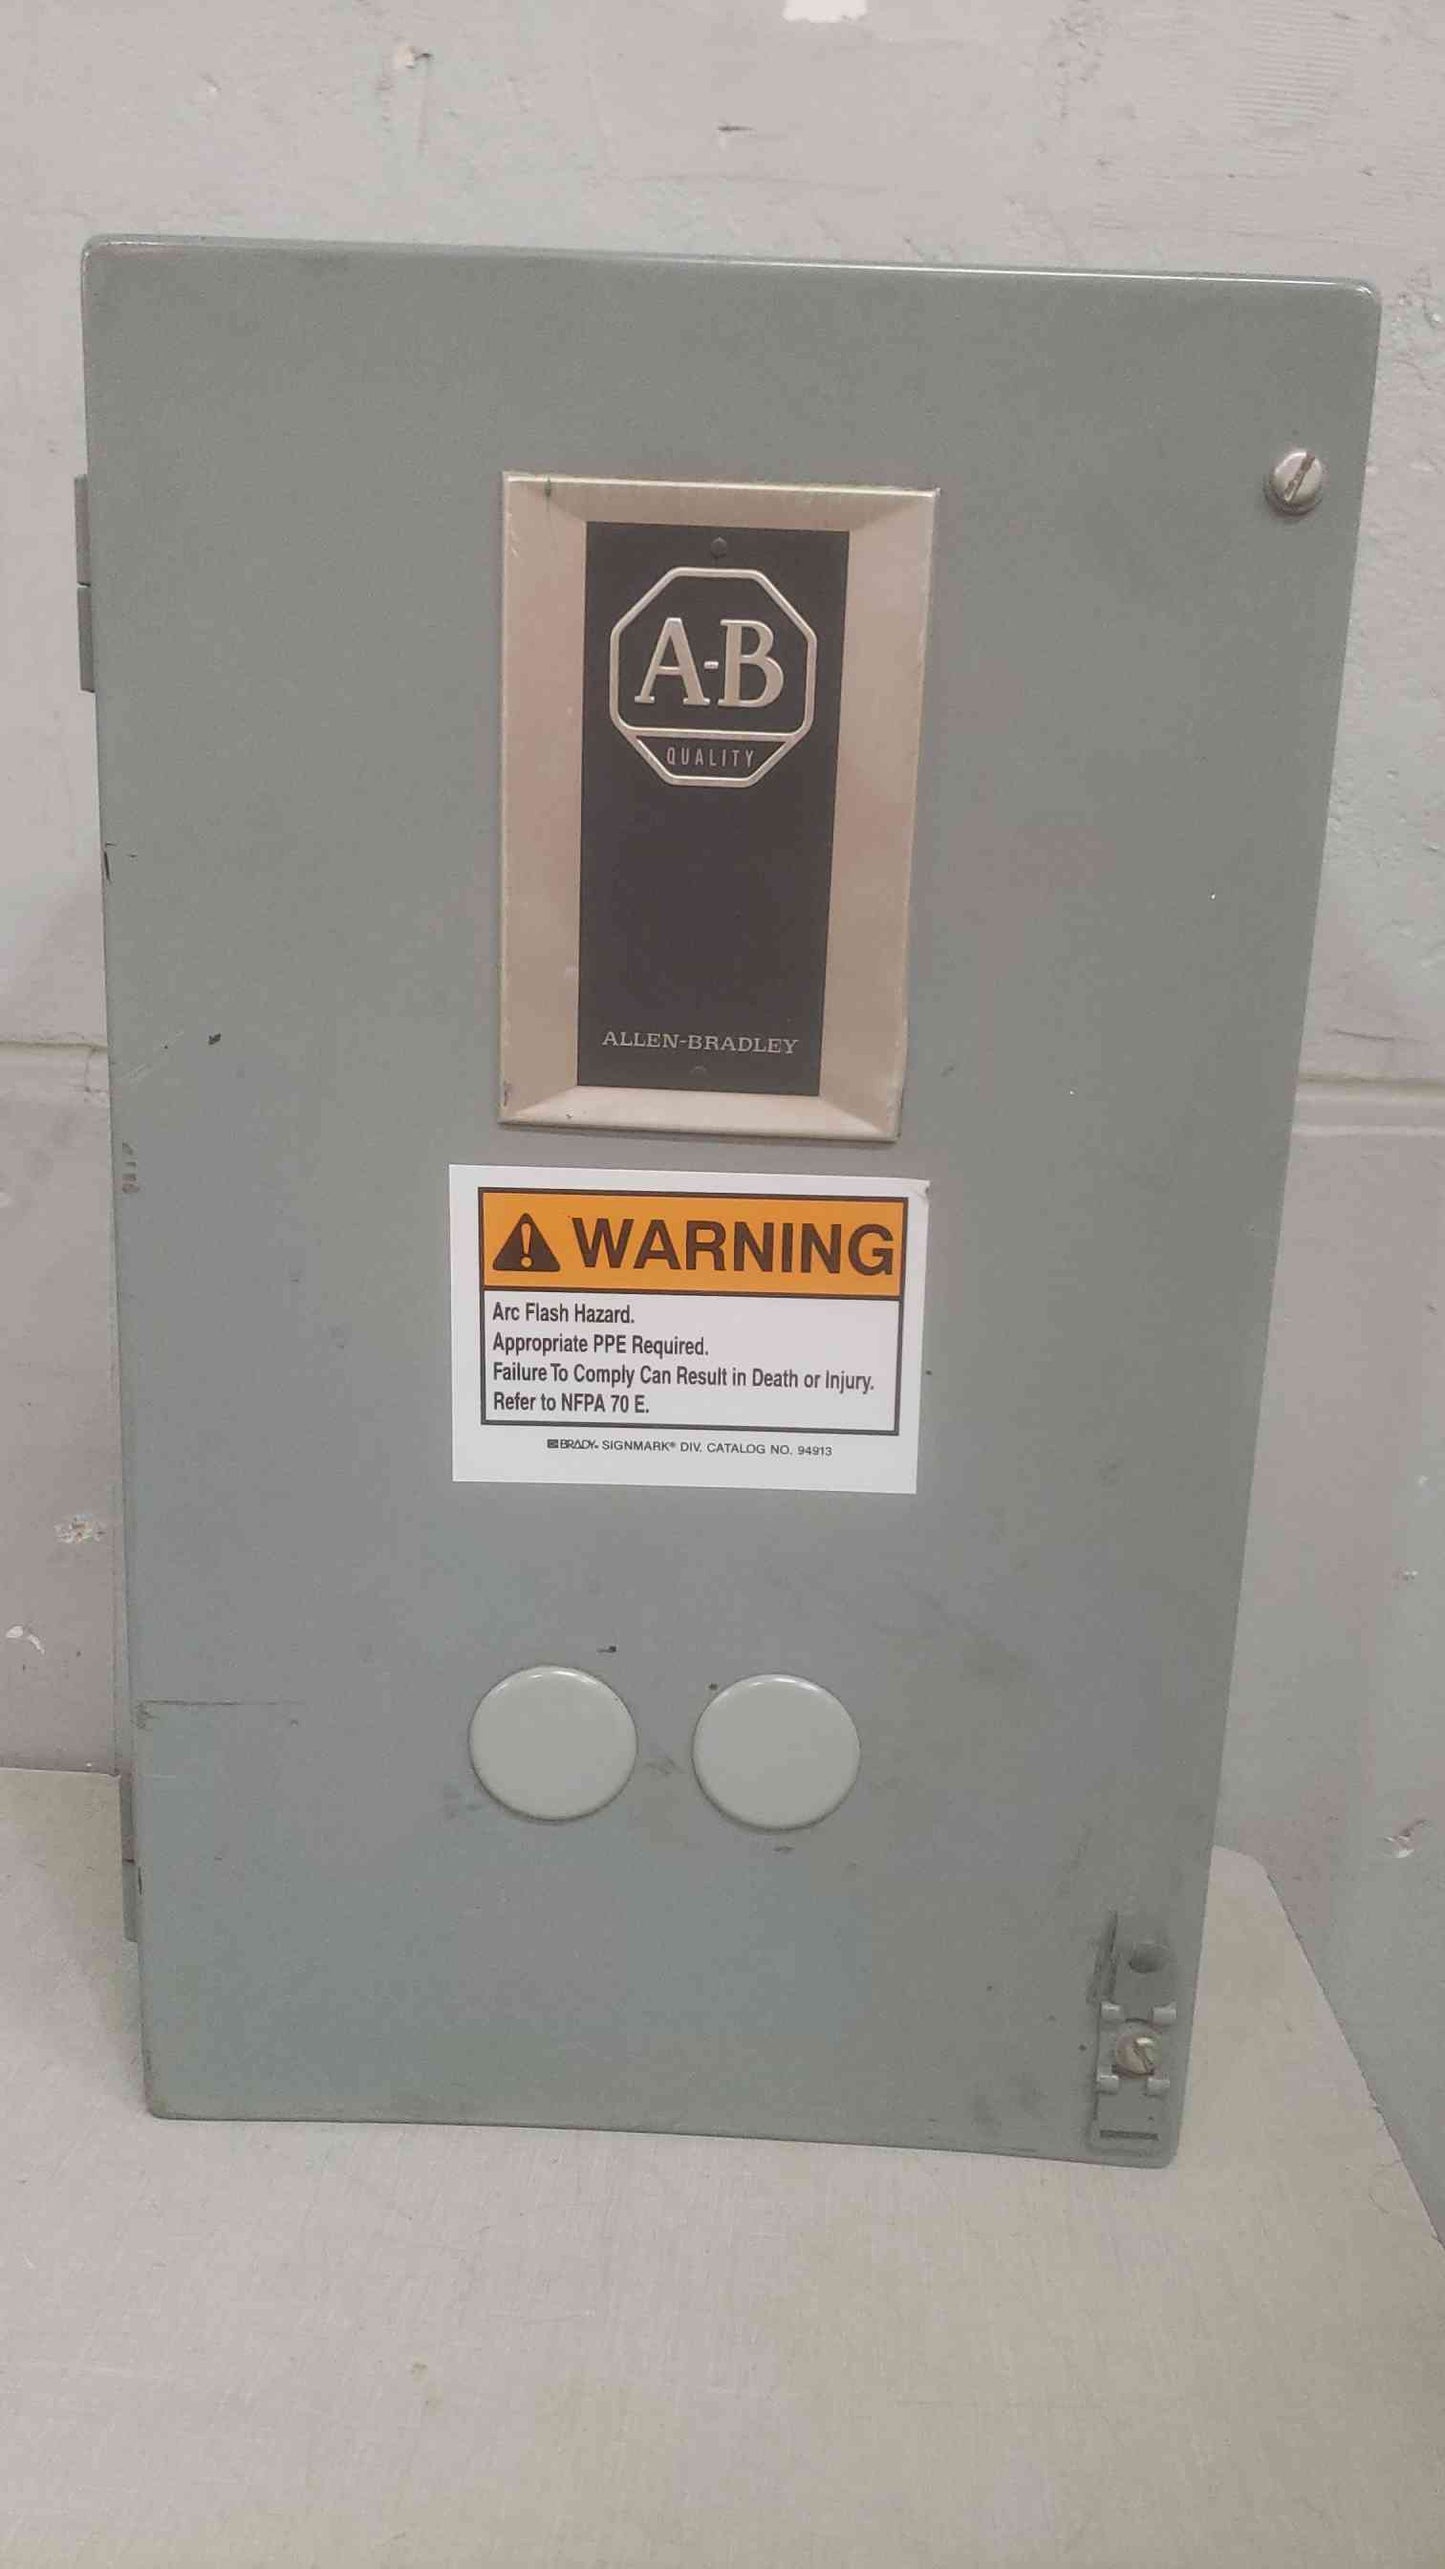 A-B
QUALITY
ALLEN-BRADLEY
WARNING
Arc Flash Hazard.
Appropriate PPE Required.
Failure To Comply Can Result in Death or Injury.
Refer to NFPA 70 E.
BRADY. SIGNMARK® DIV. CATALOG NO. 94913